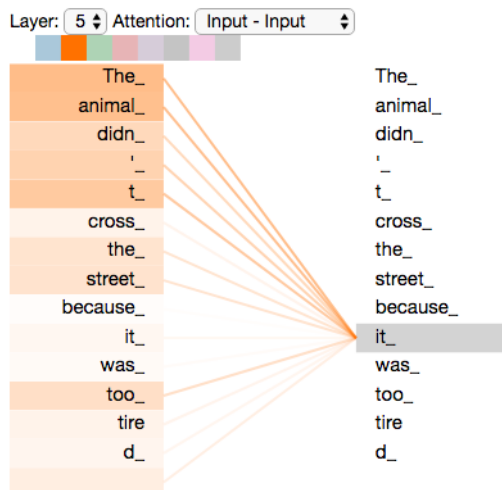 Layer: 5 Attention: Input - Input
The_ The_
animal_ animal_
didn_ didn_
'_ '_
t_ t_
cross_ cross_
the_ the_
street_ street_
because_ because_
it_ it_
was_ was_
too_ too_
tire tire
d_ d_